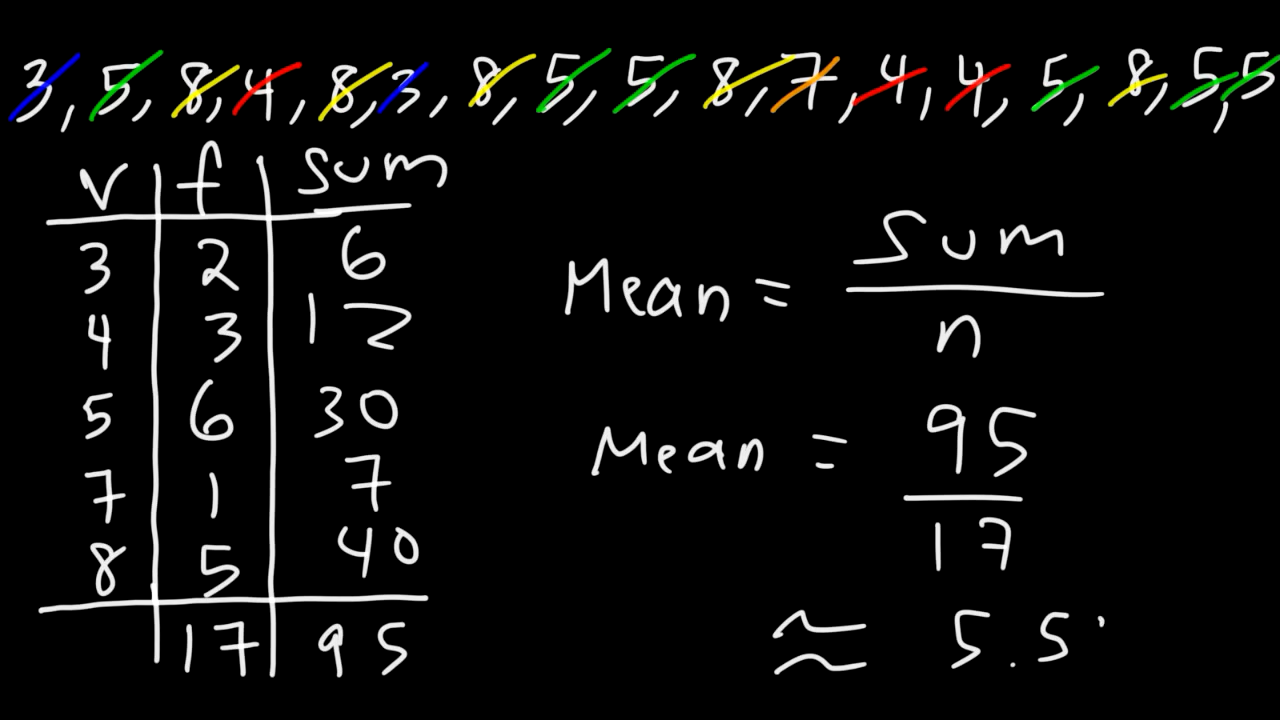 3, 5, 8, 4, 8, 3, 8, 5, 5, 8, 7, 4, 4, 5, 8, 5, 5
v f sum
3 2 6
4 3 12
5 6 30
7 1 7
8 5 40
17 95
Mean = sum
n
Mean = 95
17
≈ 5.5